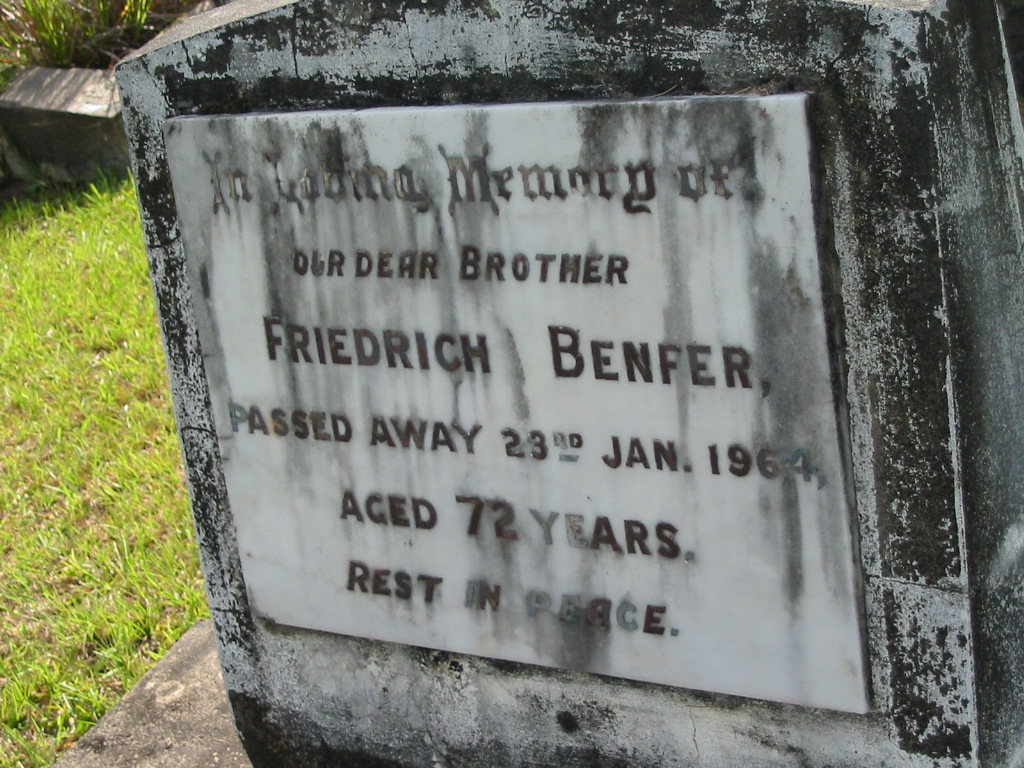 In Loving Memory of
OUR DEAR BROTHER
FRIEDRICH BENFER,
PASSED AWAY 23RD JAN. 1964,
AGED 72 YEARS.
REST IN PEACE.